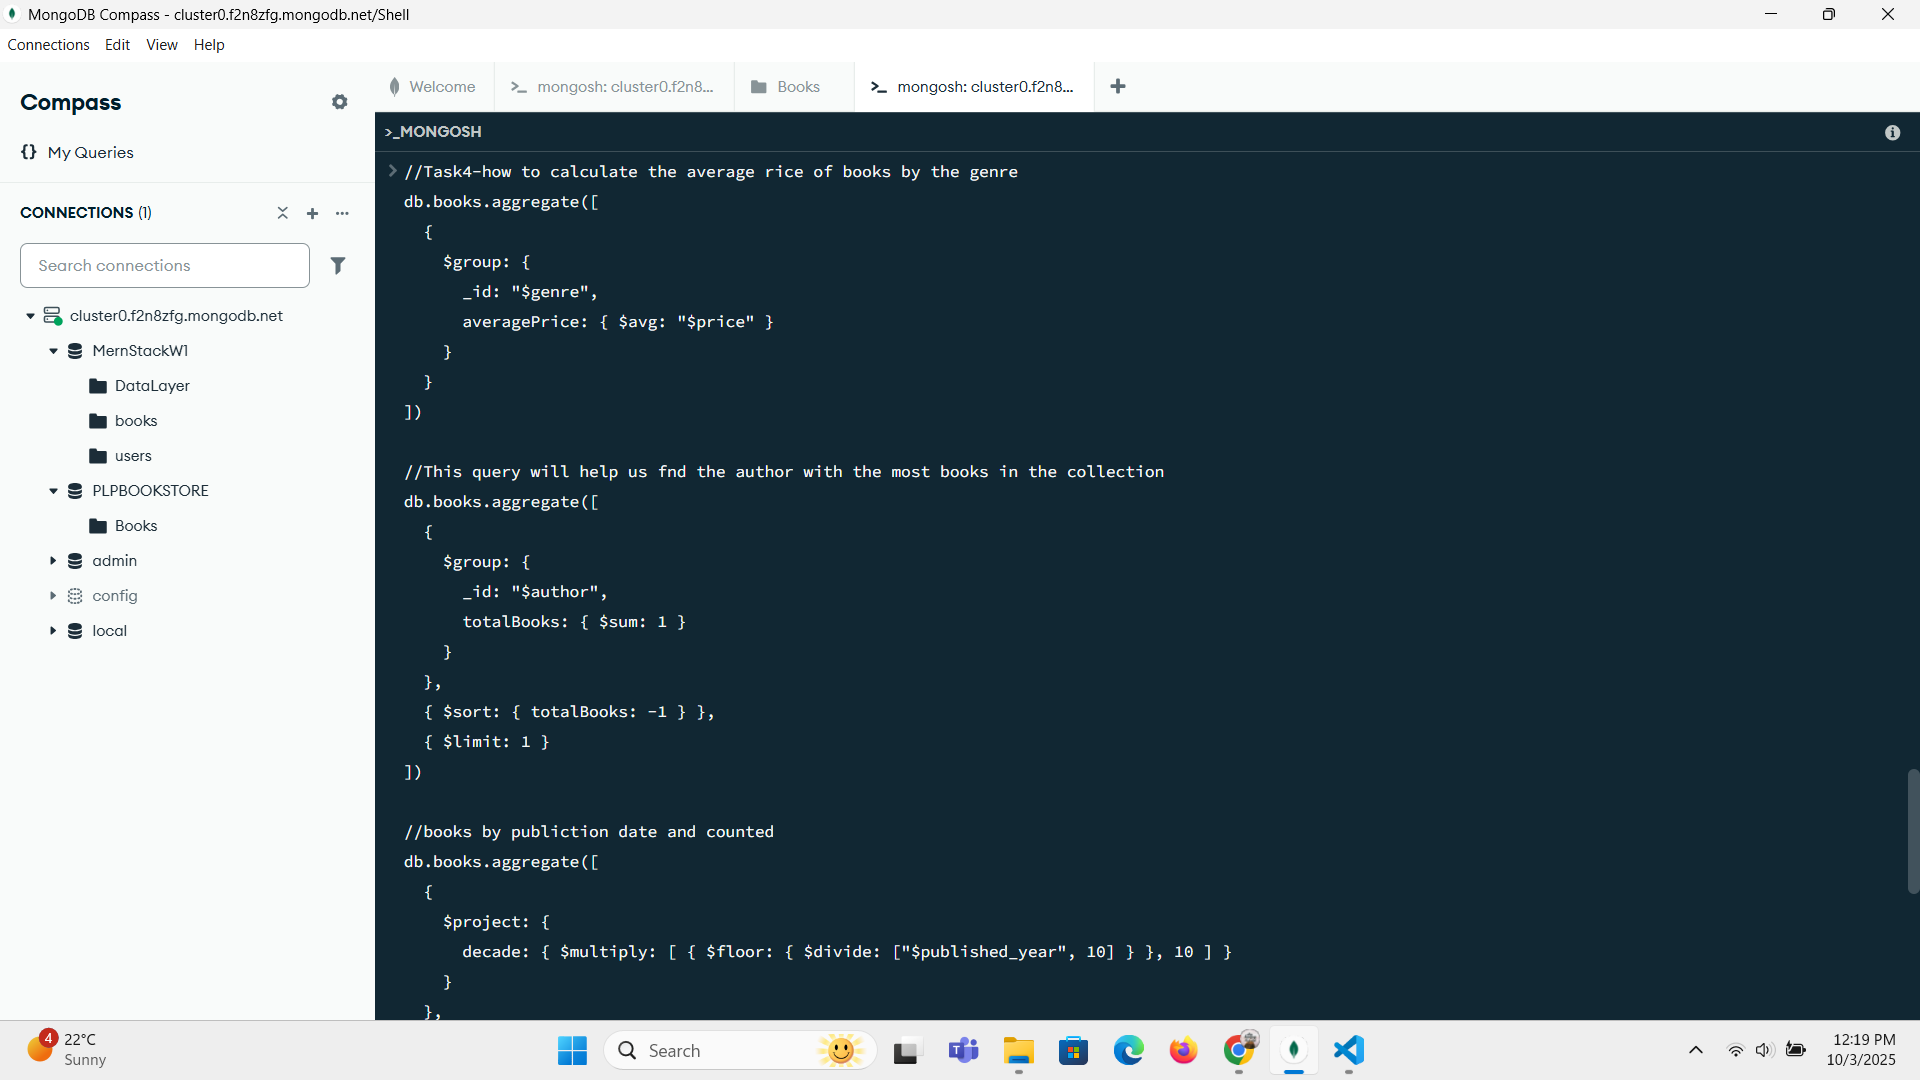 MongoDB Compass - cluster0.f2n8zfg.mongodb.net/Shell
Connections Edit View Help
Compass
My Queries
CONNECTIONS (1)
Search connections
cluster0.f2n8zfg.mongodb.net
MernStackW1
DataLayer
books
users
PLPBOOKSTORE
Books
admin
config
local
Welcome
mongosh: cluster0.f2n8...
Books
mongosh: cluster0.f2n8...
>_MONGOSH
//Task4-how to calculate the average rice of books by the genre
db.books.aggregate([
  {
    $group: {
      _id: "$genre",
      averagePrice: { $avg: "$price" }
    }
  }
])
//This query will help us fnd the author with the most books in the collection
db.books.aggregate([
  {
    $group: {
      _id: "$author",
      totalBooks: { $sum: 1 }
    }
  },
  { $sort: { totalBooks: -1 } },
  { $limit: 1 }
])
//books by publiction date and counted
db.books.aggregate([
  {
    $project: {
      decade: { $multiply: [ { $floor: { $divide: ["$published_year", 10] } }, 10 ] }
    }
  },
4
22°C
Sunny
Search
12:19 PM
10/3/2025